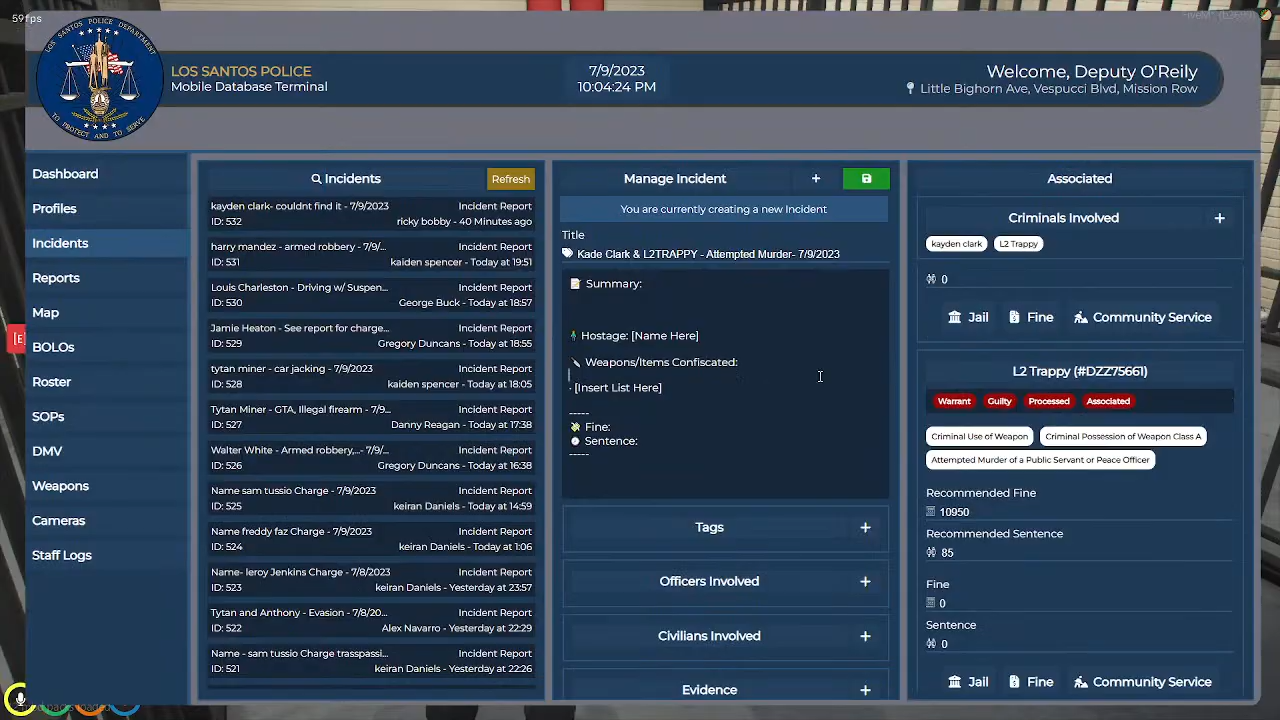 59fps
LOS SANTOS POLICE
Mobile Database Terminal
7/9/2023
10:04:24 PM
Welcome, Deputy O'Reily
Little Bighorn Ave, Vespucci Blvd, Mission Row
Dashboard
Profiles
Incidents
Reports
Map
BOLOs
Roster
SOPs
DMV
Weapons
Cameras
Staff Logs
Incidents
Refresh
kayden clark- couldnt find it - 7/9/2023 Incident Report
ID: 532 ricky bobby - 40 Minutes ago
harry mandez - armed robbery - 7/9/... Incident Report
ID: 531 kaiden spencer - Today at 19:51
Louis Charleston - Driving w/ Suspen... Incident Report
ID: 530 George Buck - Today at 18:57
Jamie Heaton - See report for charge... Incident Report
ID: 529 Gregory Duncans - Today at 18:55
tytan miner - car jacking - 7/9/2023 Incident Report
ID: 528 kaiden spencer - Today at 18:05
Tytan Miner - GTA, Illegal firearm - 7/9... Incident Report
ID: 527 Danny Reagan - Today at 17:38
Walter White - Armed robbery,...- 7/9/... Incident Report
ID: 526 Gregory Duncans - Today at 16:38
Name sam tussio Charge - 7/9/2023 Incident Report
ID: 525 keiran Daniels - Today at 14:59
Name freddy faz Charge - 7/9/2023 Incident Report
ID: 524 keiran Daniels - Today at 1:06
Name- leroy Jenkins Charge - 7/8/2023 Incident Report
ID: 523 keiran Daniels - Yesterday at 23:57
Tytan and Anthony - Evasion - 7/8/20... Incident Report
ID: 522 Alex Navarro - Yesterday at 22:29
Name - sam tussio Charge trasspassi... Incident Report
ID: 521 keiran Daniels - Yesterday at 22:26
Manage Incident
You are currently creating a new Incident
Title
Kade Clark & L2TRAPPY - Attempted Murder- 7/9/2023
Summary:
Hostage: [Name Here]
Weapons/Items Confiscated:
· [Insert List Here]
-----
Fine:
Sentence:
-----
Tags
Officers Involved
Civilians Involved
Evidence
Associated
Criminals Involved
kayden clark L2 Trappy
0
Jail Fine Community Service
L2 Trappy (#DZZ75661)
Warrant Guilty Processed Associated
Criminal Use of Weapon Criminal Possession of Weapon Class A
Attempted Murder of a Public Servant or Peace Officer
Recommended Fine
10950
Recommended Sentence
85
Fine
0
Sentence
0
Jail Fine Community Service